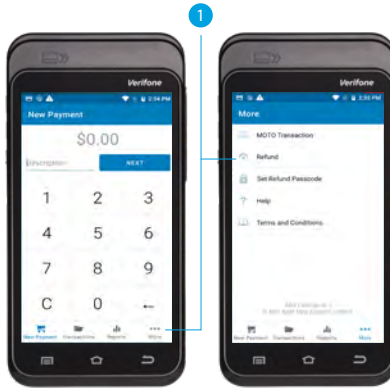 1
Verifone
2:54 PM
New Payment
$0.00
Description
NEXT
1 2 3
4 5 6
7 8 9
C 0
New Payment Transactions Reports More
Verifone
2:55 PM
More
MOTO Transaction
Refund
Set Refund Passcode
? Help
Terms and Conditions
New Payment Transactions Reports More